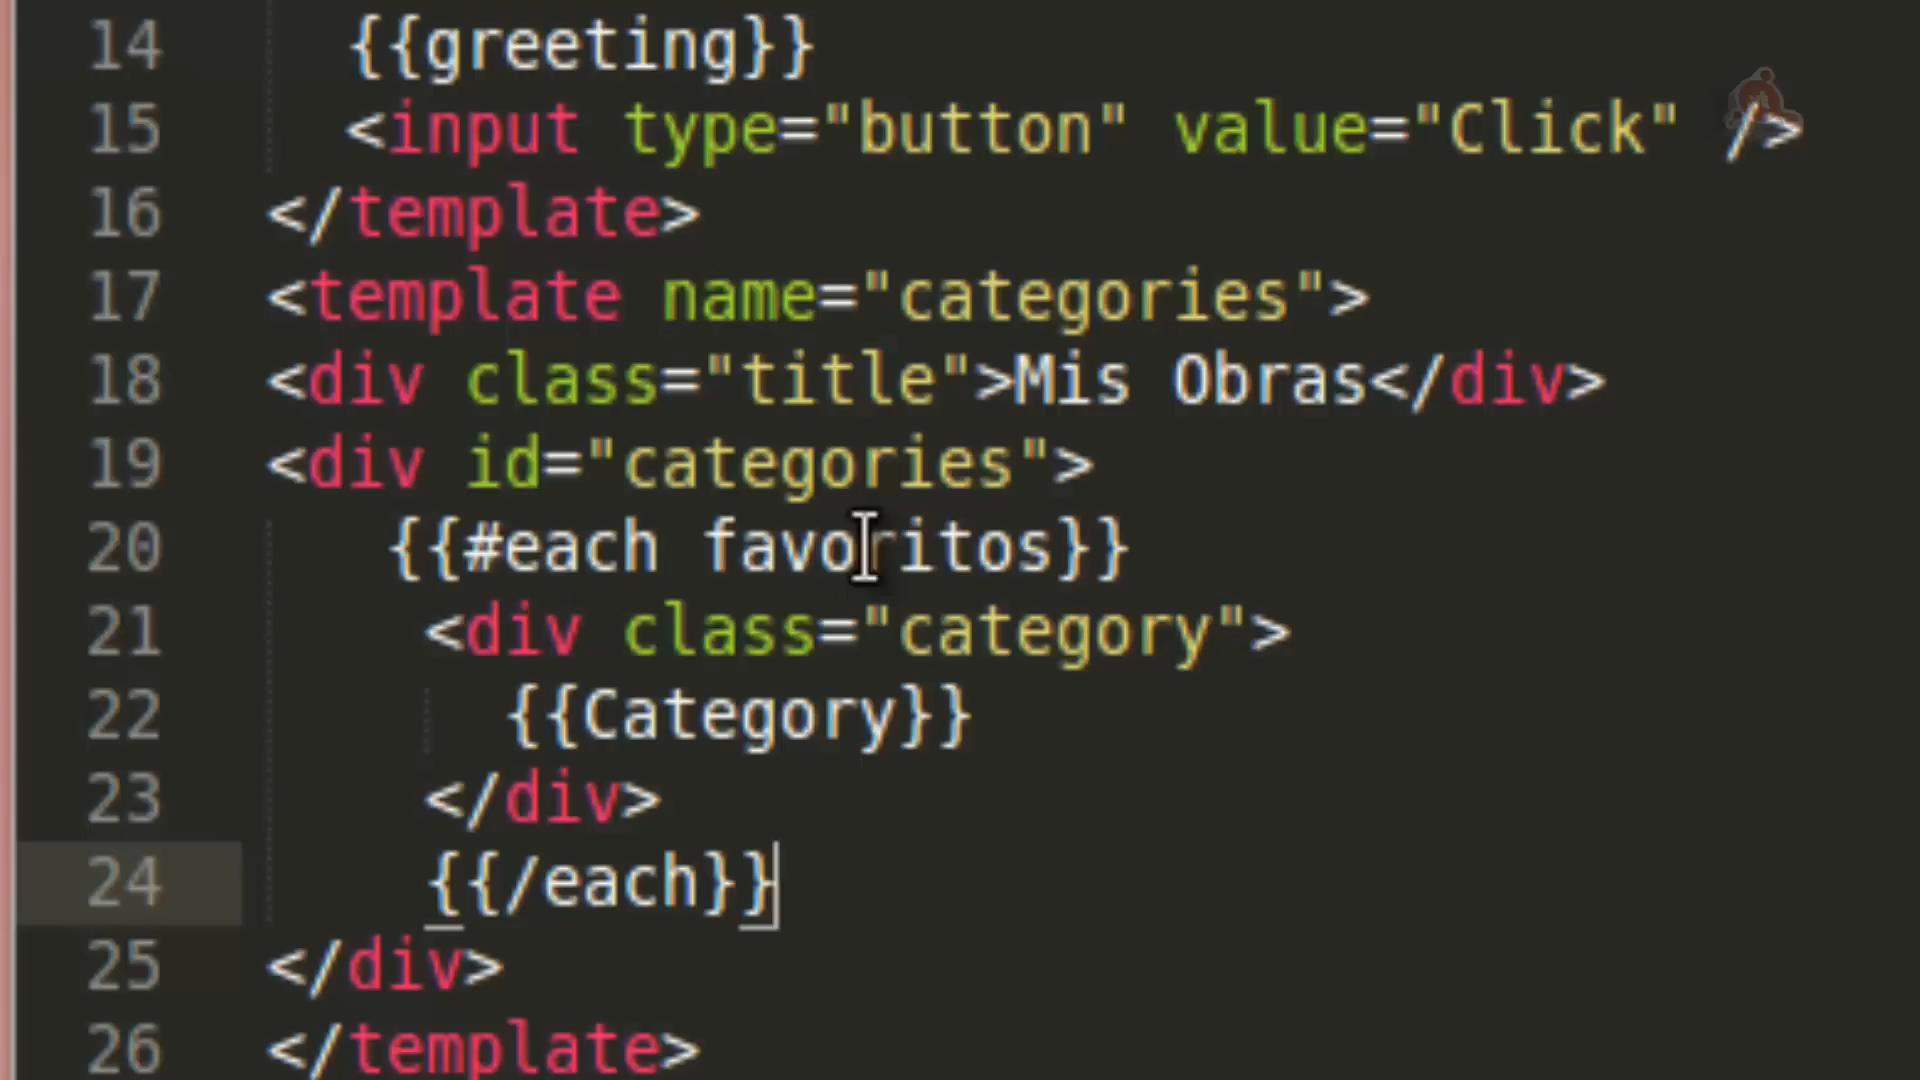 14 {{greeting}}
15 <input type="button" value="Click" />
16 </template>
17 <template name="categories">
18 <div class="title">Mis Obras</div>
19 <div id="categories">
20 {{#each favoritos}}
21 <div class="category">
22 {{Category}}
23 </div>
24 {{/each}}
25 </div>
26 </template>